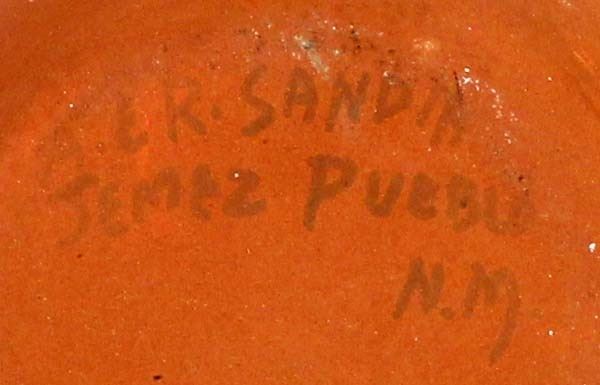 E R. SANDIA
JEMEZ PUEBLO
N.M.